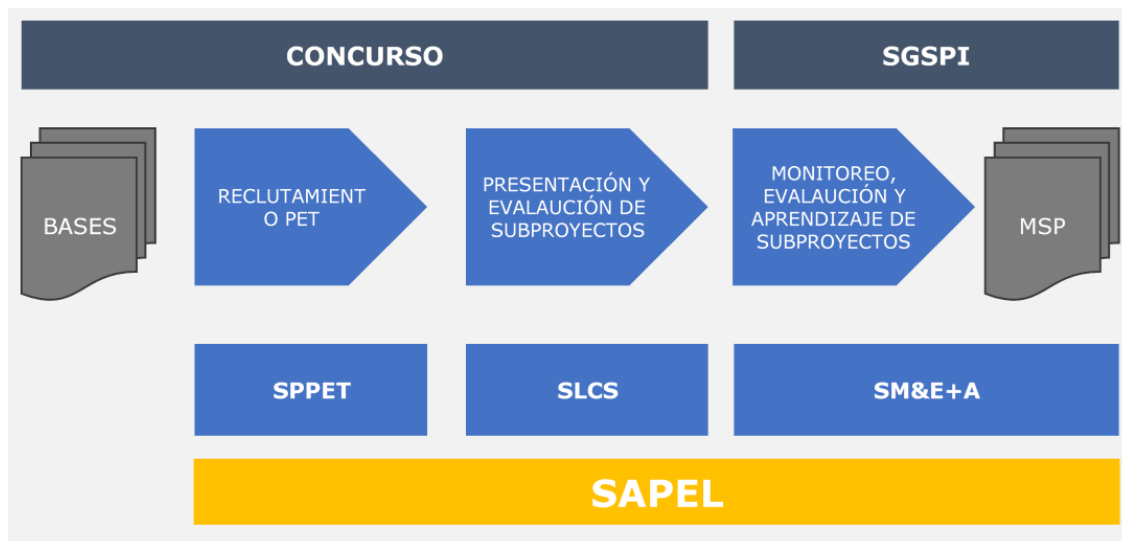 CONCURSO
SGSPI
BASES
RECLUTAMIENT
O PET
PRESENTACIÓN Y
EVALAUCIÓN DE
SUBPROYECTOS
MONITOREO,
EVALAUCIÓN Y
APRENDIZAJE DE
SUBPROYECTOS
MSP
SPPET
SLCS
SM&E+A
SAPEL